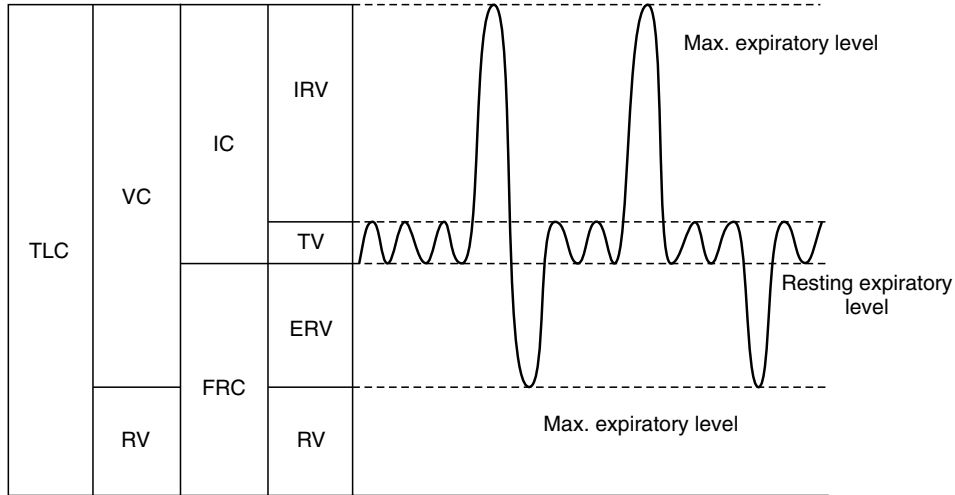 Max. expiratory level
IRV
IC
VC
TV
TLC
Resting expiratory
level
ERV
FRC
Max. expiratory level
RV
RV